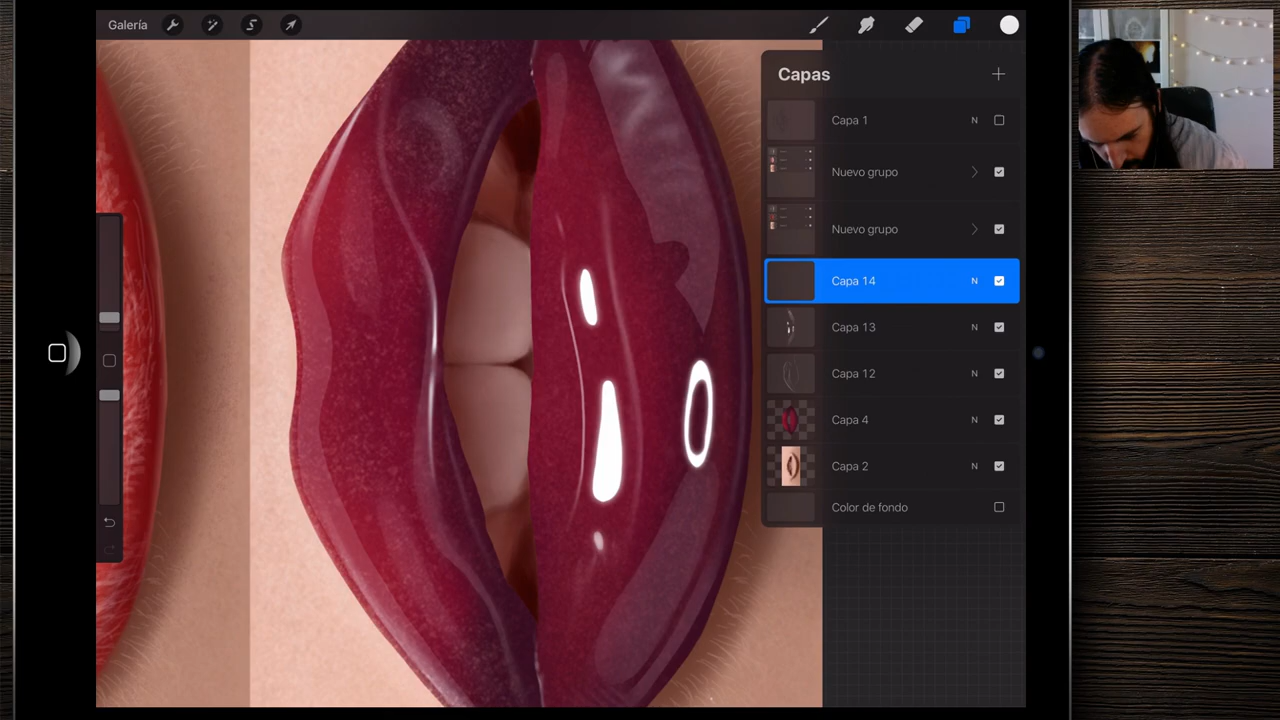 Galería
Capas
Capa 1 N
Nuevo grupo
Nuevo grupo
Capa 14 N
Capa 13 N
Capa 12 N
Capa 4 N
Capa 2 N
Color de fondo